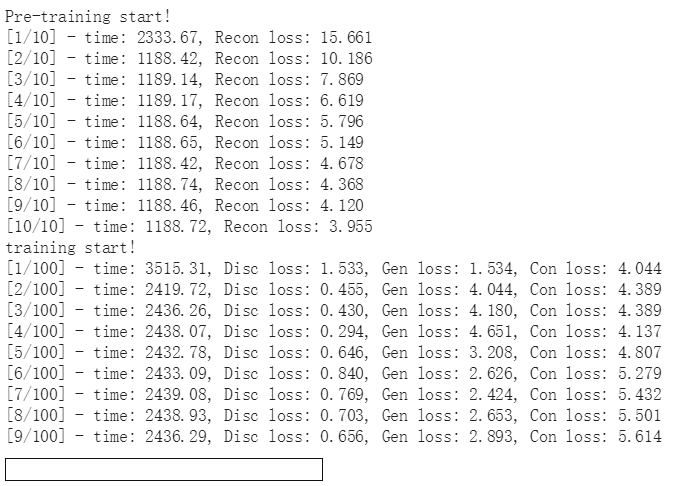 Pre-training start!
[1/10] - time: 2333.67, Recon loss: 15.661
[2/10] - time: 1188.42, Recon loss: 10.186
[3/10] - time: 1189.14, Recon loss: 7.869
[4/10] - time: 1189.17, Recon loss: 6.619
[5/10] - time: 1188.64, Recon loss: 5.796
[6/10] - time: 1188.65, Recon loss: 5.149
[7/10] - time: 1188.42, Recon loss: 4.678
[8/10] - time: 1188.74, Recon loss: 4.368
[9/10] - time: 1188.46, Recon loss: 4.120
[10/10] - time: 1188.72, Recon loss: 3.955
training start!
[1/100] - time: 3515.31, Disc loss: 1.533, Gen loss: 1.534, Con loss: 4.044
[2/100] - time: 2419.72, Disc loss: 0.455, Gen loss: 4.044, Con loss: 4.389
[3/100] - time: 2436.26, Disc loss: 0.430, Gen loss: 4.180, Con loss: 4.389
[4/100] - time: 2438.07, Disc loss: 0.294, Gen loss: 4.651, Con loss: 4.137
[5/100] - time: 2432.78, Disc loss: 0.646, Gen loss: 3.208, Con loss: 4.807
[6/100] - time: 2433.09, Disc loss: 0.840, Gen loss: 2.626, Con loss: 5.279
[7/100] - time: 2439.08, Disc loss: 0.769, Gen loss: 2.424, Con loss: 5.432
[8/100] - time: 2438.93, Disc loss: 0.703, Gen loss: 2.653, Con loss: 5.501
[9/100] - time: 2436.29, Disc loss: 0.656, Gen loss: 2.893, Con loss: 5.614